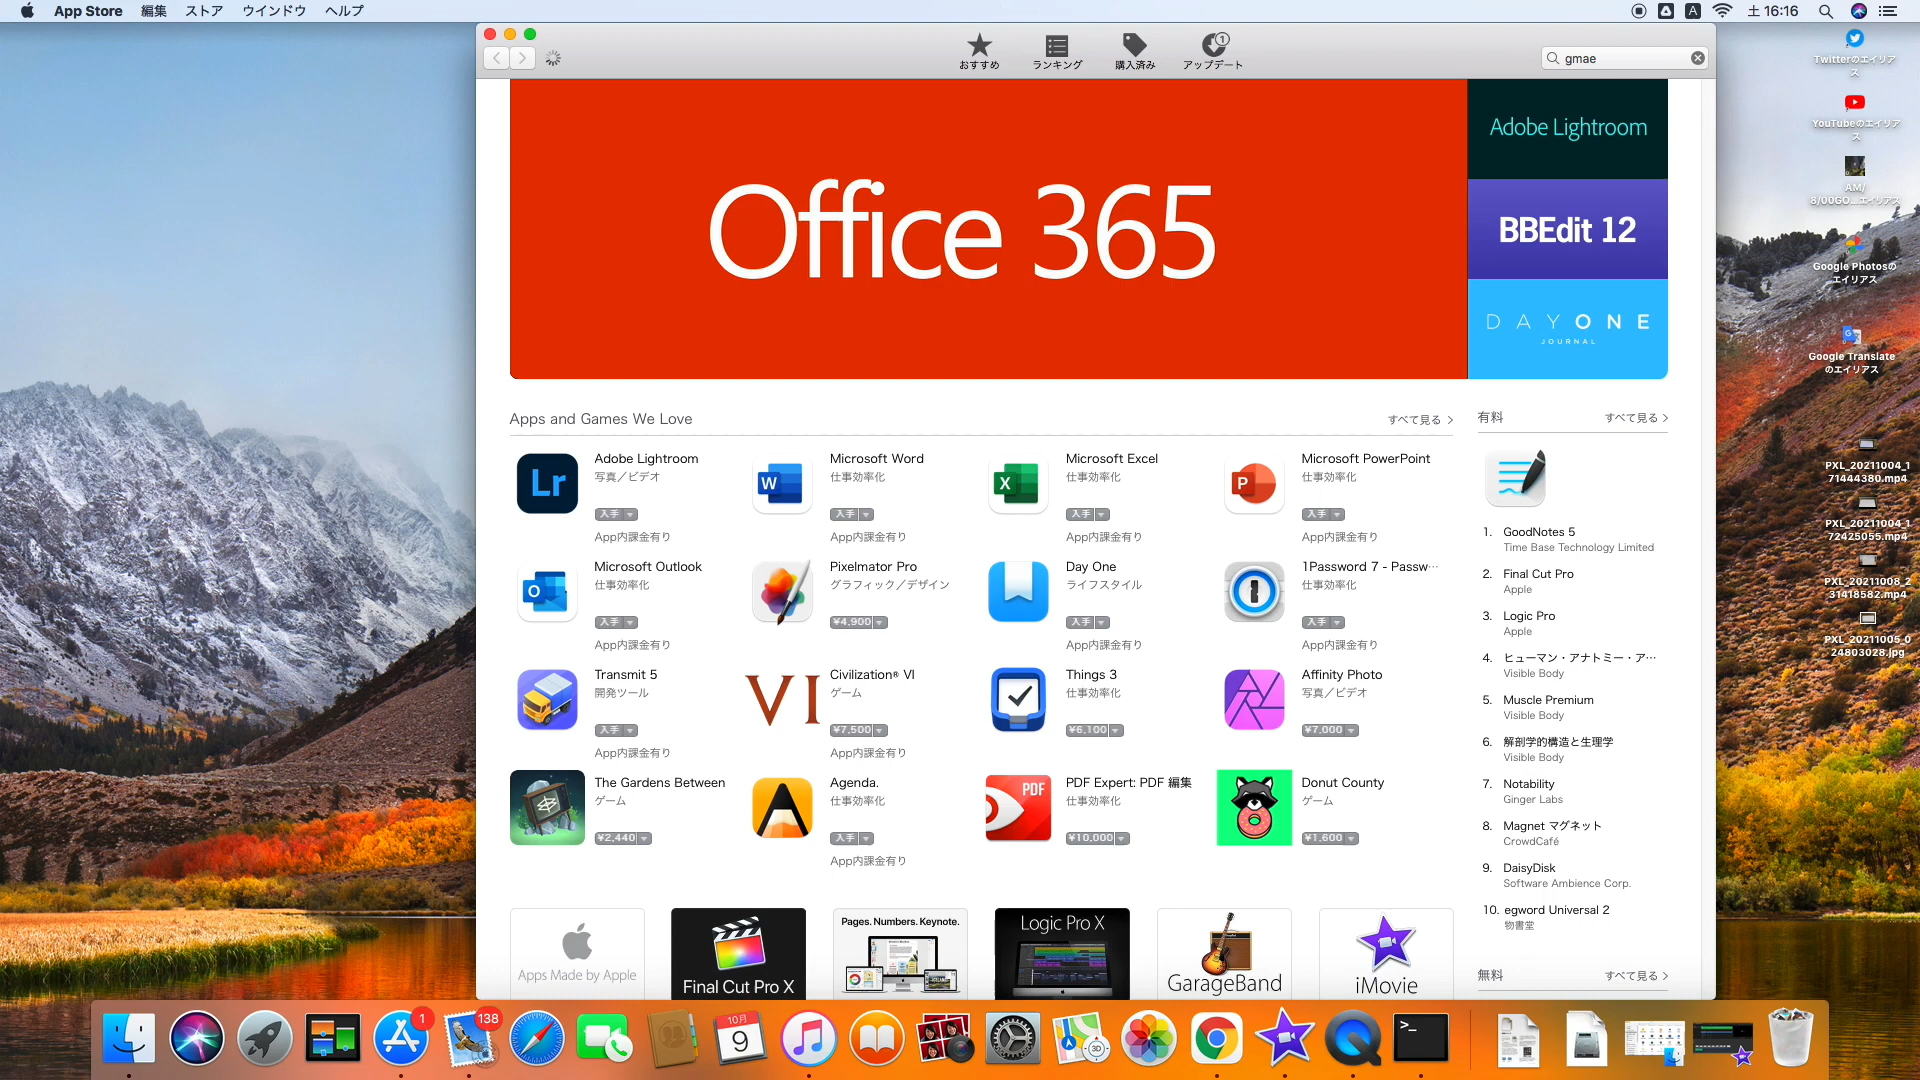 App Store 編集 ストア ウインドウ ヘルプ
A 土 16:16
おすすめ ランキング 購入済み アップデート
1
gmae
Office 365
Adobe Lightroom
BBEdit 12
DAY ONE
JOURNAL
Apps and Games We Love すべて見る >
Lr
Adobe Lightroom
写真／ビデオ
入手
App内課金有り
W
Microsoft Word
仕事効率化
入手
App内課金有り
X
Microsoft Excel
仕事効率化
入手
App内課金有り
P
Microsoft PowerPoint
仕事効率化
入手
App内課金有り
O
Microsoft Outlook
仕事効率化
入手
App内課金有り
Pixelmator Pro
グラフィック／デザイン
¥4,900
Day One
ライフスタイル
入手
App内課金有り
1Password 7 - Passw…
仕事効率化
入手
App内課金有り
Transmit 5
開発ツール
入手
App内課金有り
VI
Civilization® VI
ゲーム
¥7,500
App内課金有り
Things 3
仕事効率化
¥6,100
Affinity Photo
写真／ビデオ
¥7,000
The Gardens Between
ゲーム
¥2,440
Agenda.
仕事効率化
入手
App内課金有り
PDF
PDF Expert: PDF 編集
仕事効率化
¥10,000
Donut County
ゲーム
¥1,600
Apps Made by Apple
Final Cut Pro X
Pages. Numbers. Keynote.
Logic Pro X
GarageBand
iMovie
有料 すべて見る >
1. GoodNotes 5
Time Base Technology Limited
2. Final Cut Pro
Apple
3. Logic Pro
Apple
4. ヒューマン・アナトミー・ア…
Visible Body
5. Muscle Premium
Visible Body
6. 解剖学的構造と生理学
Visible Body
7. Notability
Ginger Labs
8. Magnet マグネット
CrowdCafé
9. DaisyDisk
Software Ambience Corp.
10. egword Universal 2
物書堂
無料 すべて見る >
Twitterのエイリア
ス
YouTubeのエイリア
ス
AM/
8/00GO...エイリアス
Google Photosの
エイリアス
Google Translate
のエイリアス
PXL_20211004_1
71444380.mp4
PXL_20211004_1
72425055.mp4
PXL_20211008_2
31418582.mp4
PXL_20211005_0
24803028.jpg
1
138
10月
9
3D
>_